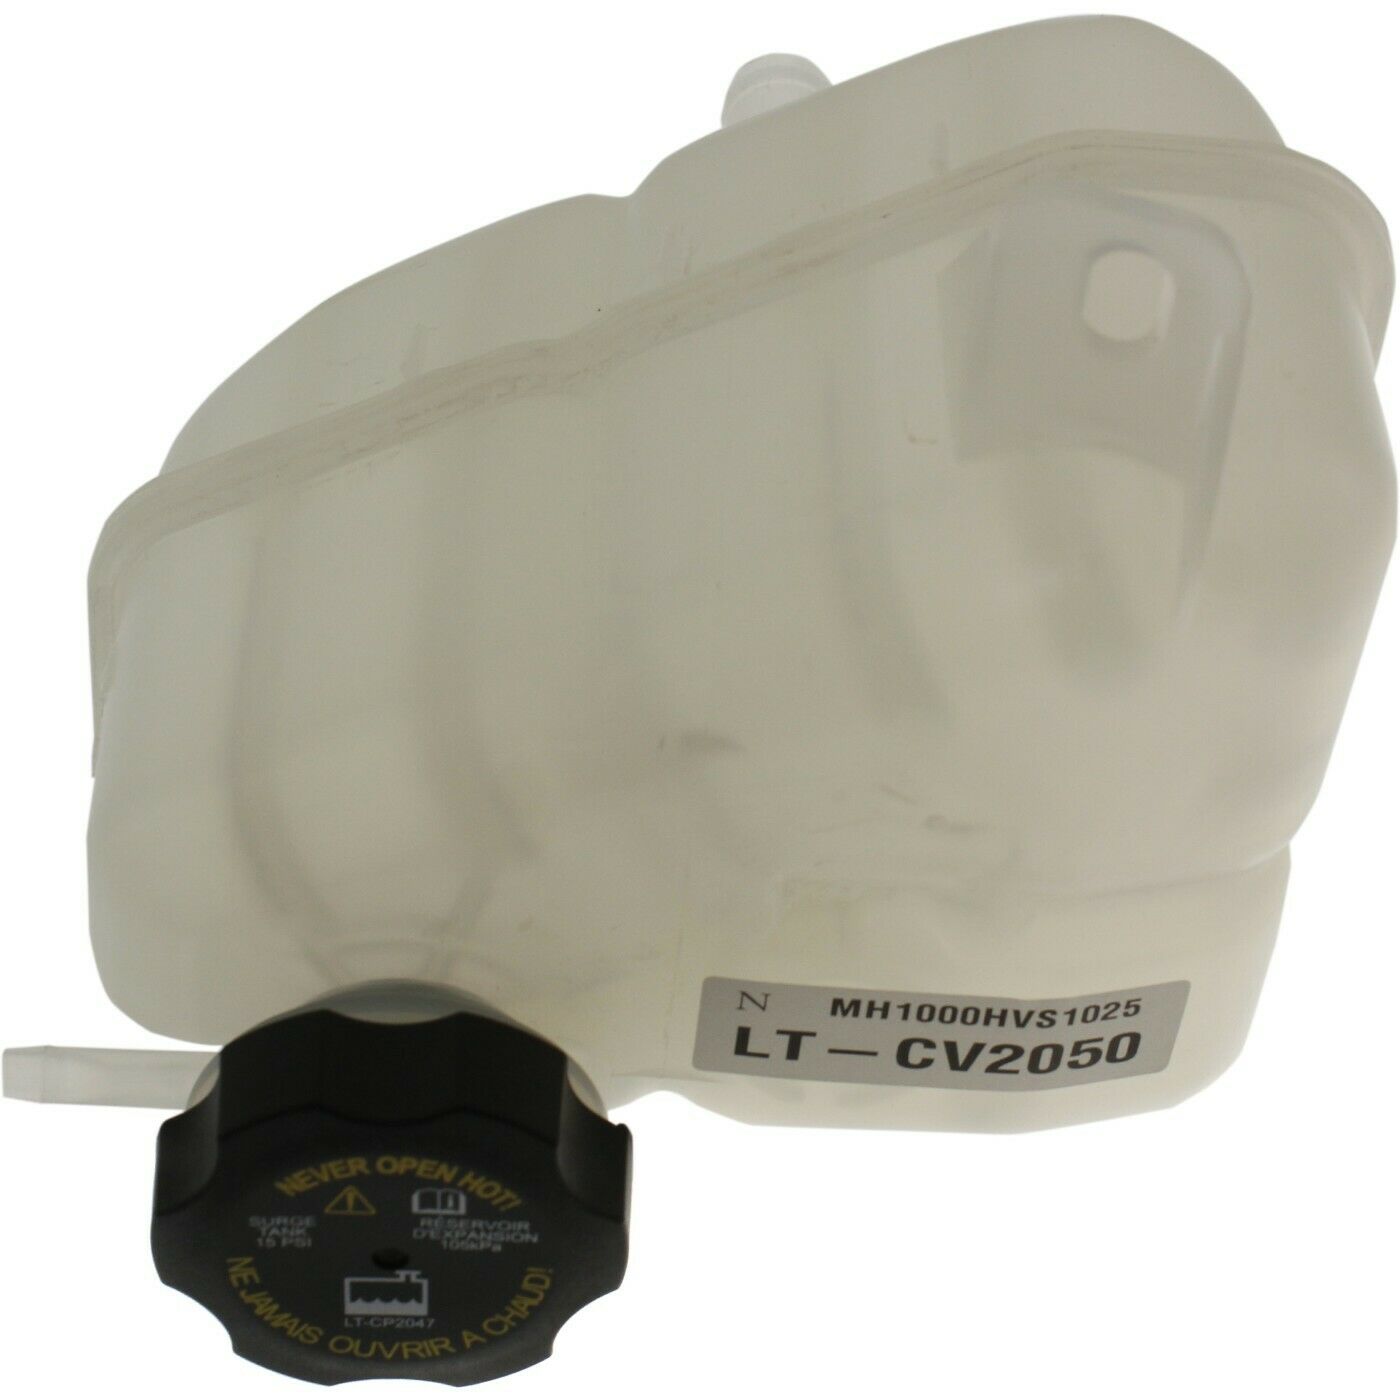 N MH1000HVS1025
LT-CV2050
NEVER OPEN HOT!
SURGE
TANK
15 PSI
RÉSERVOIR
D'EXPANSION
105kPa
LT-CP2047
NE JAMAIS OUVRIR A CHAUD!